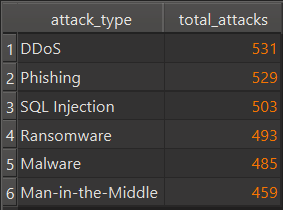 attack_type total_attacks
1 DDoS 531
2 Phishing 529
3 SQL Injection 503
4 Ransomware 493
5 Malware 485
6 Man-in-the-Middle 459